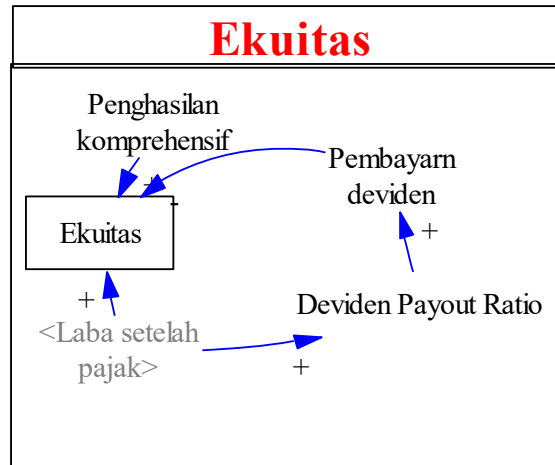 Ekuitas
Penghasilan
komprehensif
Pembayarn
deviden
+
-
Ekuitas
+
+
Deviden Payout Ratio
<Laba setelah
pajak>
+